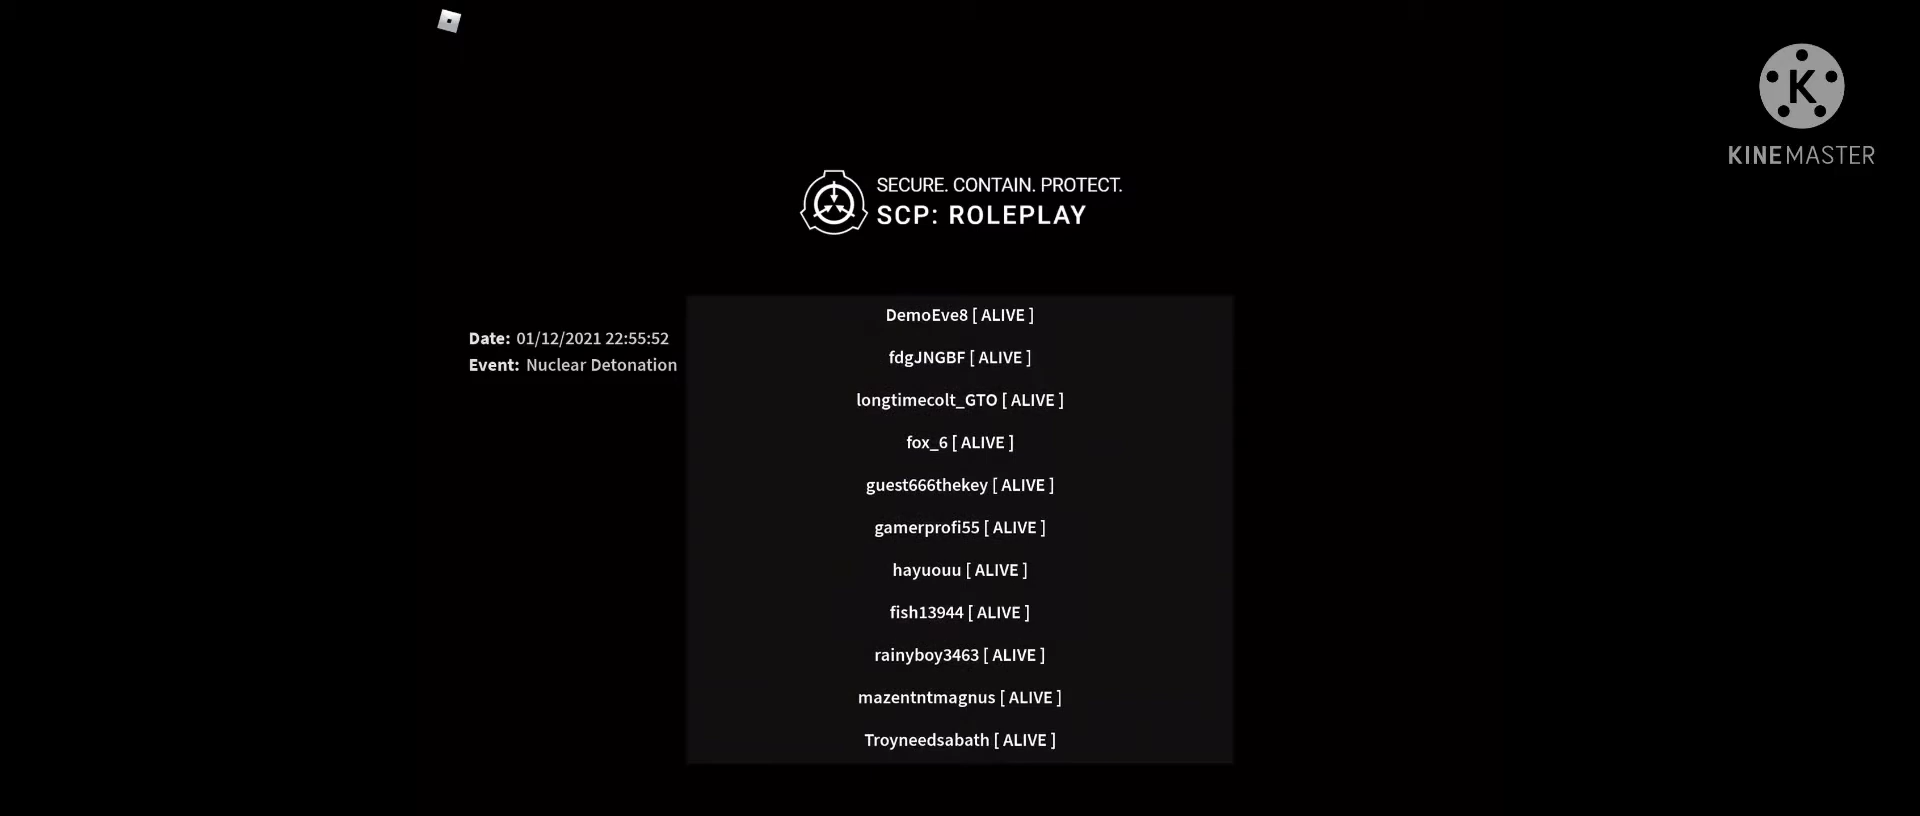 K
KINEMASTER
SECURE. CONTAIN. PROTECT.
SCP: ROLEPLAY
Date: 01/12/2021 22:55:52
Event: Nuclear Detonation
DemoEve8 [ ALIVE ]
fdgJNGBF [ ALIVE ]
longtimecolt_GTO [ ALIVE ]
fox_6 [ ALIVE ]
guest666thekey [ ALIVE ]
gamerprofi55 [ ALIVE ]
hayuouu [ ALIVE ]
fish13944 [ ALIVE ]
rainyboy3463 [ ALIVE ]
mazentntmagnus [ ALIVE ]
Troyneedsabath [ ALIVE ]